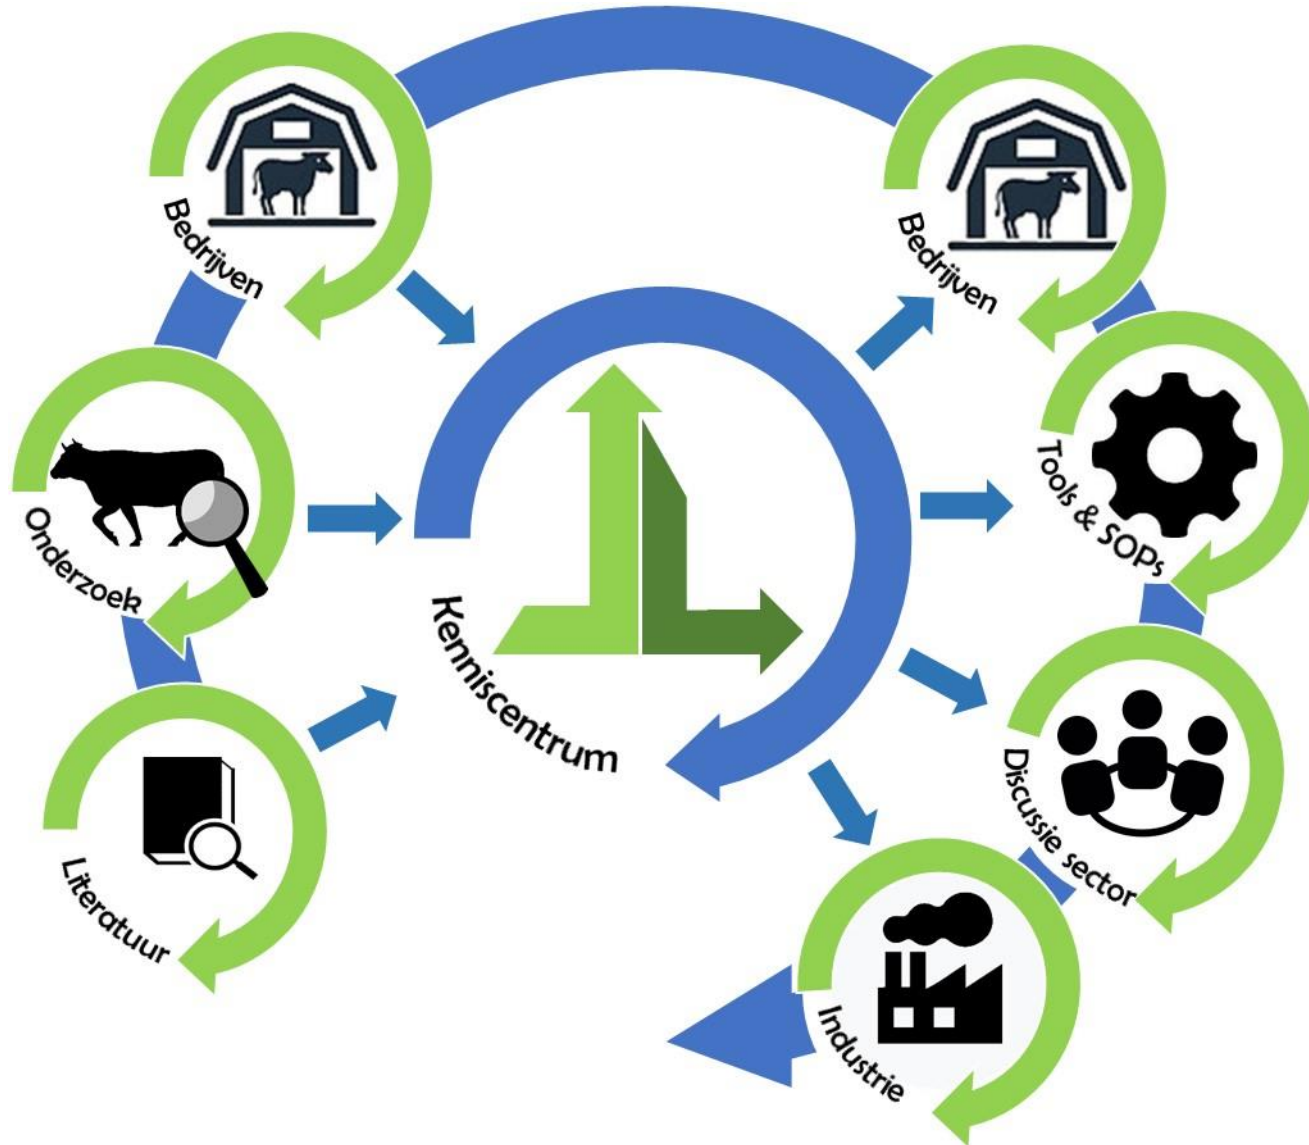 Bedrijven
Bedrijven
Onderzoek
Tools & SOPs
Kenniscentrum
Literatuur
Discussie sector
Industrie